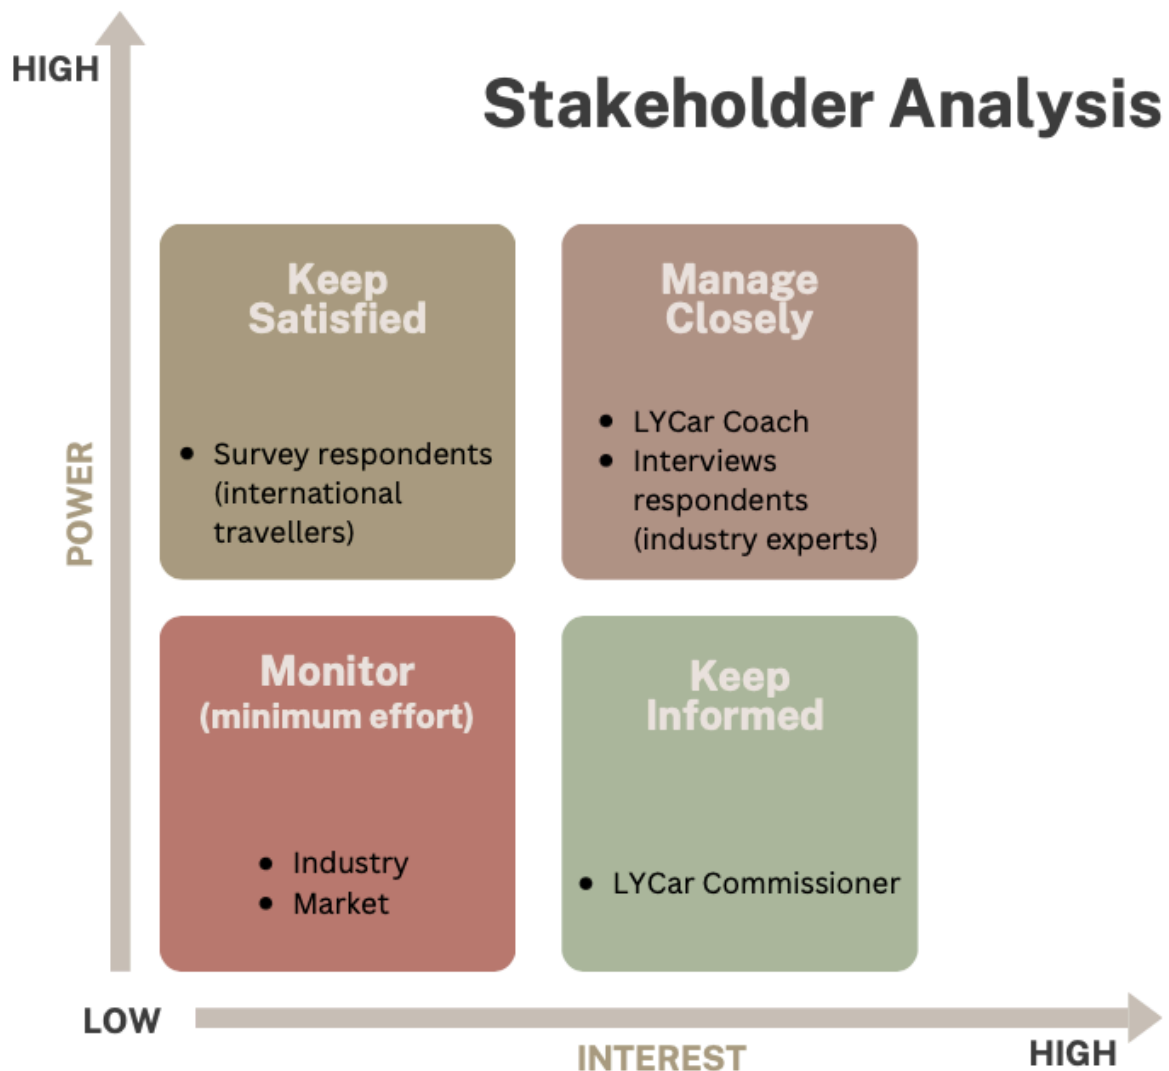 HIGH
Stakeholder Analysis
Keep
Satisfied
• Survey respondents
(international
travellers)
Manage
Closely
• LYCar Coach
• Interviews
respondents
(industry experts)
POWER
Monitor
(minimum effort)
• Industry
• Market
Keep
Informed
• LYCar Commissioner
LOW
INTEREST
HIGH